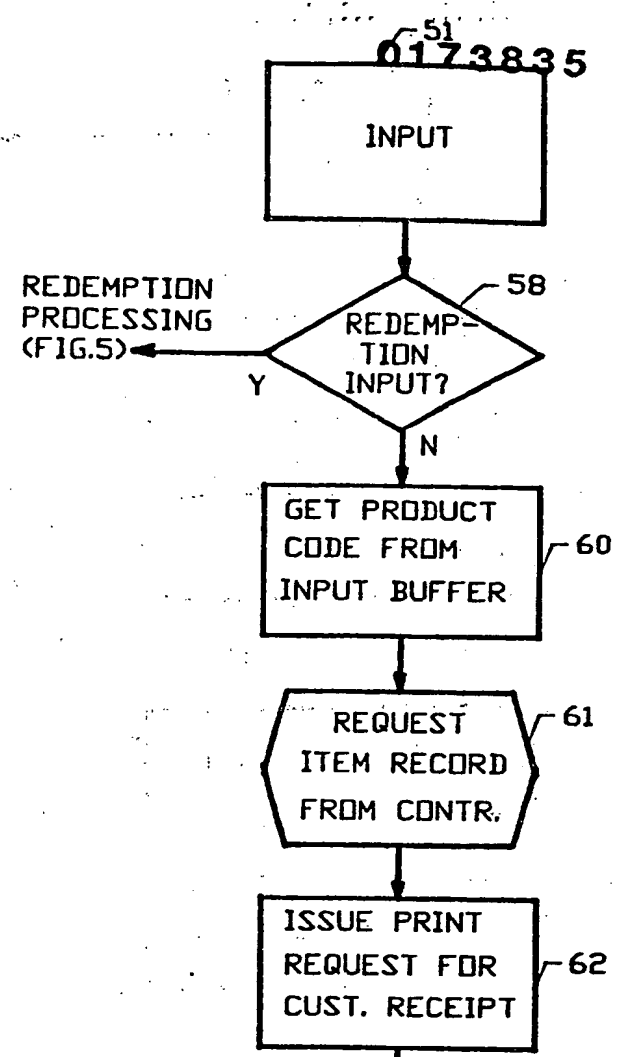 51
0173835
INPUT
58
REDEMPTION
PROCESSING
(FIG.5)
REDEMP-
TION
INPUT?
Y
N
GET PRODUCT
CODE FROM
INPUT BUFFER
60
REQUEST
ITEM RECORD
FROM CONTR.
61
ISSUE PRINT
REQUEST FOR
CUST. RECEIPT
62